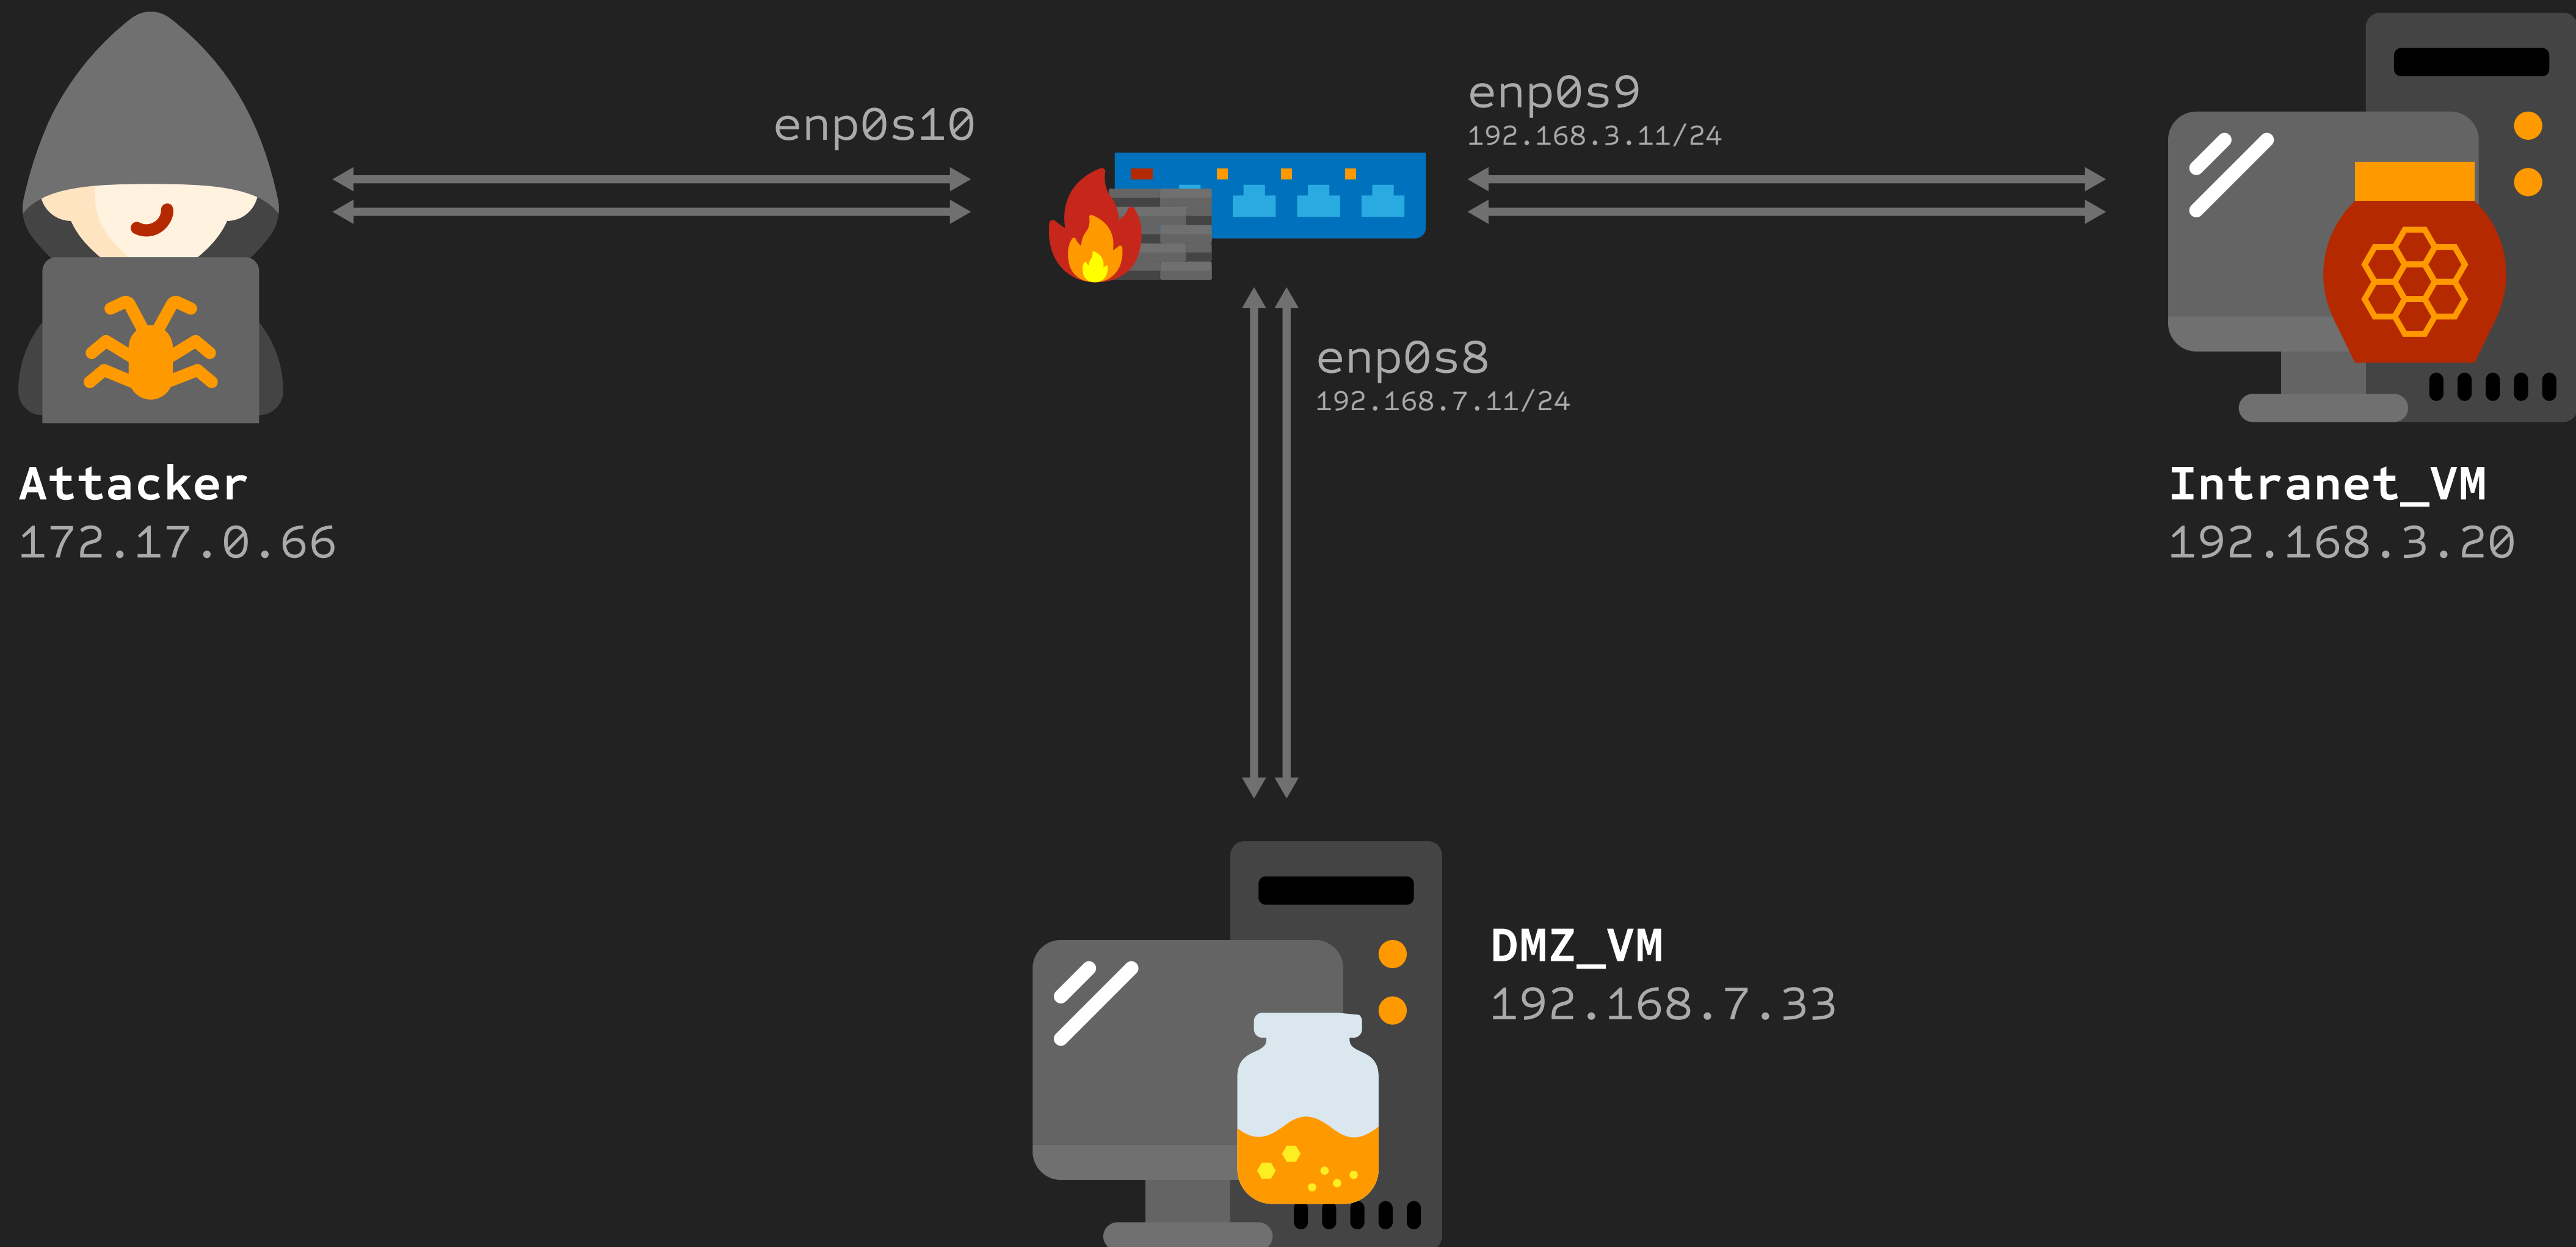 enp0s10
enp0s9
192.168.3.11/24
enp0s8
192.168.7.11/24
Attacker
172.17.0.66
Intranet_VM
192.168.3.20
DMZ_VM
192.168.7.33